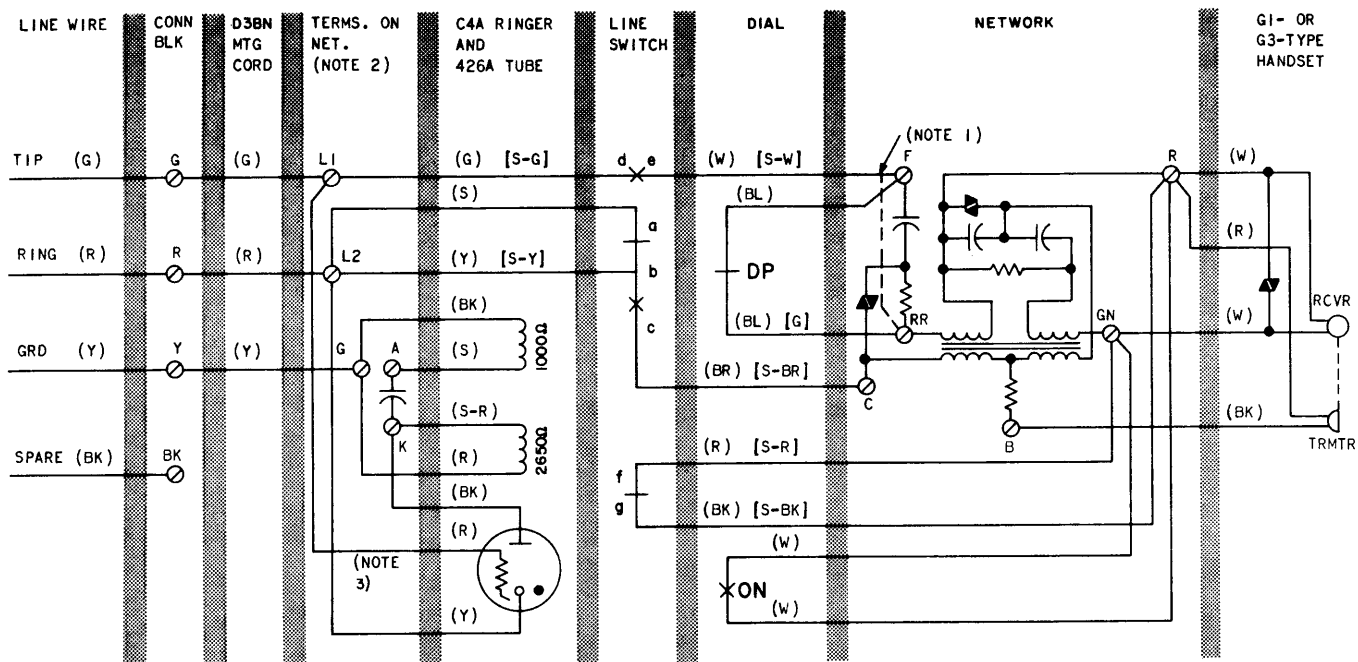 LINE WIRE
CONN
BLK
D3BN
MTG
CORD
TERMS. ON
NET.
(NOTE 2)
C4A RINGER
AND
426A TUBE
LINE
SWITCH
DIAL
NETWORK
G1- OR
G3-TYPE
HANDSET
(NOTE 1)
TIP (G) G (G) L1 (G) [S-G] d e (W) [S-W] F R (W)
(S) (BL)
a (R)
RING (R) R (R) L2 (Y) [S-Y] b DP
(BK) c (BL) [G] RR GN (W) RCVR
GRD (Y) Y (Y) G A (S) 1000Ω
(BR) [S-BR] C
(S-R) K B (BK) TRMTR
SPARE (BK) BK (R) 2650Ω (R) [S-R]
f
(BK) g (BK) [S-BK]
(R) (W)
(NOTE
3)
ON
(Y) (W)